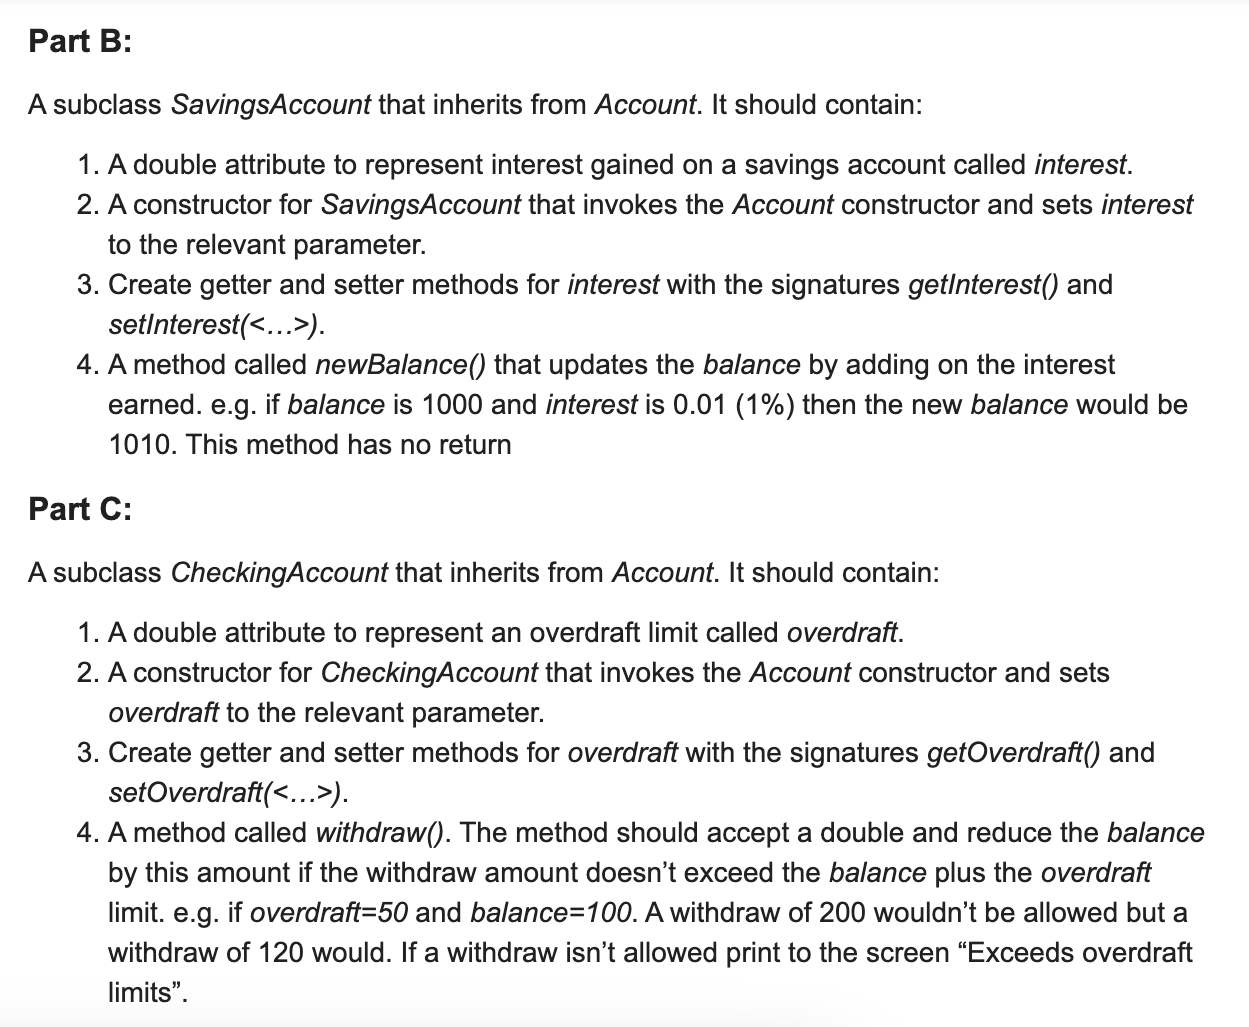 Part B:
A subclass SavingsAccount that inherits from Account. It should contain:
1. A double attribute to represent interest gained on a savings account called interest.
2. A constructor for SavingsAccount that invokes the Account constructor and sets interest
to the relevant parameter.
3. Create getter and setter methods for interest with the signatures getInterest() and
setInterest(<...>).
4. A method called newBalance() that updates the balance by adding on the interest
earned. e.g. if balance is 1000 and interest is 0.01 (1%) then the new balance would be
1010. This method has no return
Part C:
A subclass CheckingAccount that inherits from Account. It should contain:
1. A double attribute to represent an overdraft limit called overdraft.
2. A constructor for CheckingAccount that invokes the Account constructor and sets
overdraft to the relevant parameter.
3. Create getter and setter methods for overdraft with the signatures getOverdraft() and
setOverdraft(<...>).
4. A method called withdraw(). The method should accept a double and reduce the balance
by this amount if the withdraw amount doesn’t exceed the balance plus the overdraft
limit. e.g. if overdraft=50 and balance=100. A withdraw of 200 wouldn’t be allowed but a
withdraw of 120 would. If a withdraw isn’t allowed print to the screen “Exceeds overdraft
limits”.